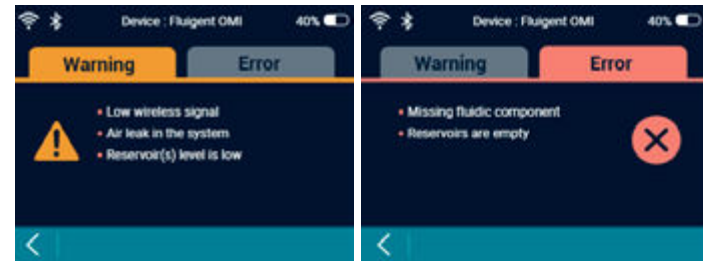 Device : Fluigent OMI 40%
Warning Error
• Low wireless signal
• Air leak in the system
• Reservoir(s) level is low
Device : Fluigent OMI 40%
Warning Error
• Missing fluidic component
• Reservoirs are empty